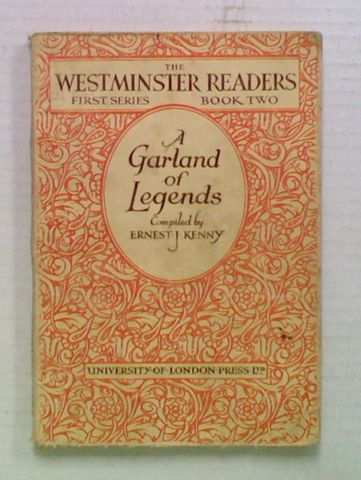 THE
WESTMINSTER READERS
FIRST SERIES BOOK TWO
A
Garland
of
Legends
Compiled by
ERNEST·J·KENNY
UNIVERSITY·OF·LONDON·PRESS·LTD